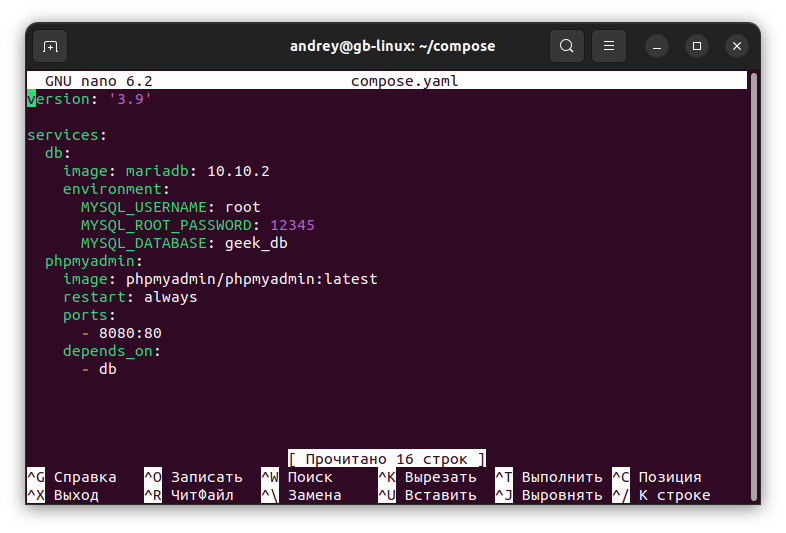 andrey@gb-linux: ~/compose
GNU nano 6.2 compose.yaml
version: '3.9'
services:
db:
image: mariadb: 10.10.2
environment:
MYSQL_USERNAME: root
MYSQL_ROOT_PASSWORD: 12345
MYSQL_DATABASE: geek_db
phpmyadmin:
image: phpmyadmin/phpmyadmin:latest
restart: always
ports:
- 8080:80
depends_on:
- db
[ Прочитано 16 строк ]
^G Справка ^O Записать ^W Поиск ^K Вырезать ^T Выполнить ^C Позиция
^X Выход ^R ЧитФайл ^\ Замена ^U Вставить ^J Выровнять ^/ К строке